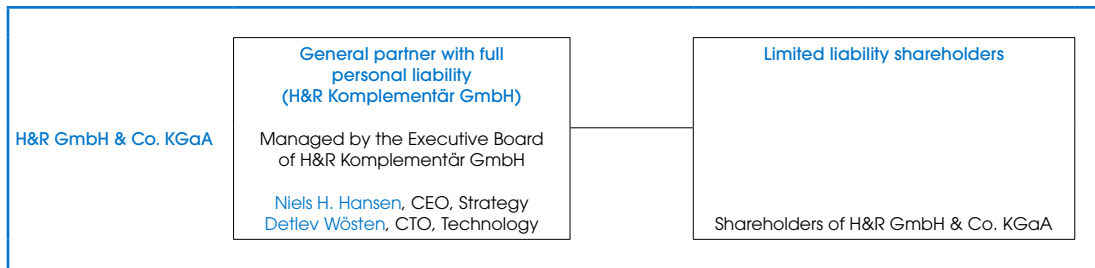 H&R GmbH & Co. KGaA
General partner with full
personal liability
(H&R Komplementär GmbH)
Managed by the Executive Board
of H&R Komplementär GmbH
Niels H. Hansen, CEO, Strategy
Detlev Wösten, CTO, Technology
Limited liability shareholders
Shareholders of H&R GmbH & Co. KGaA